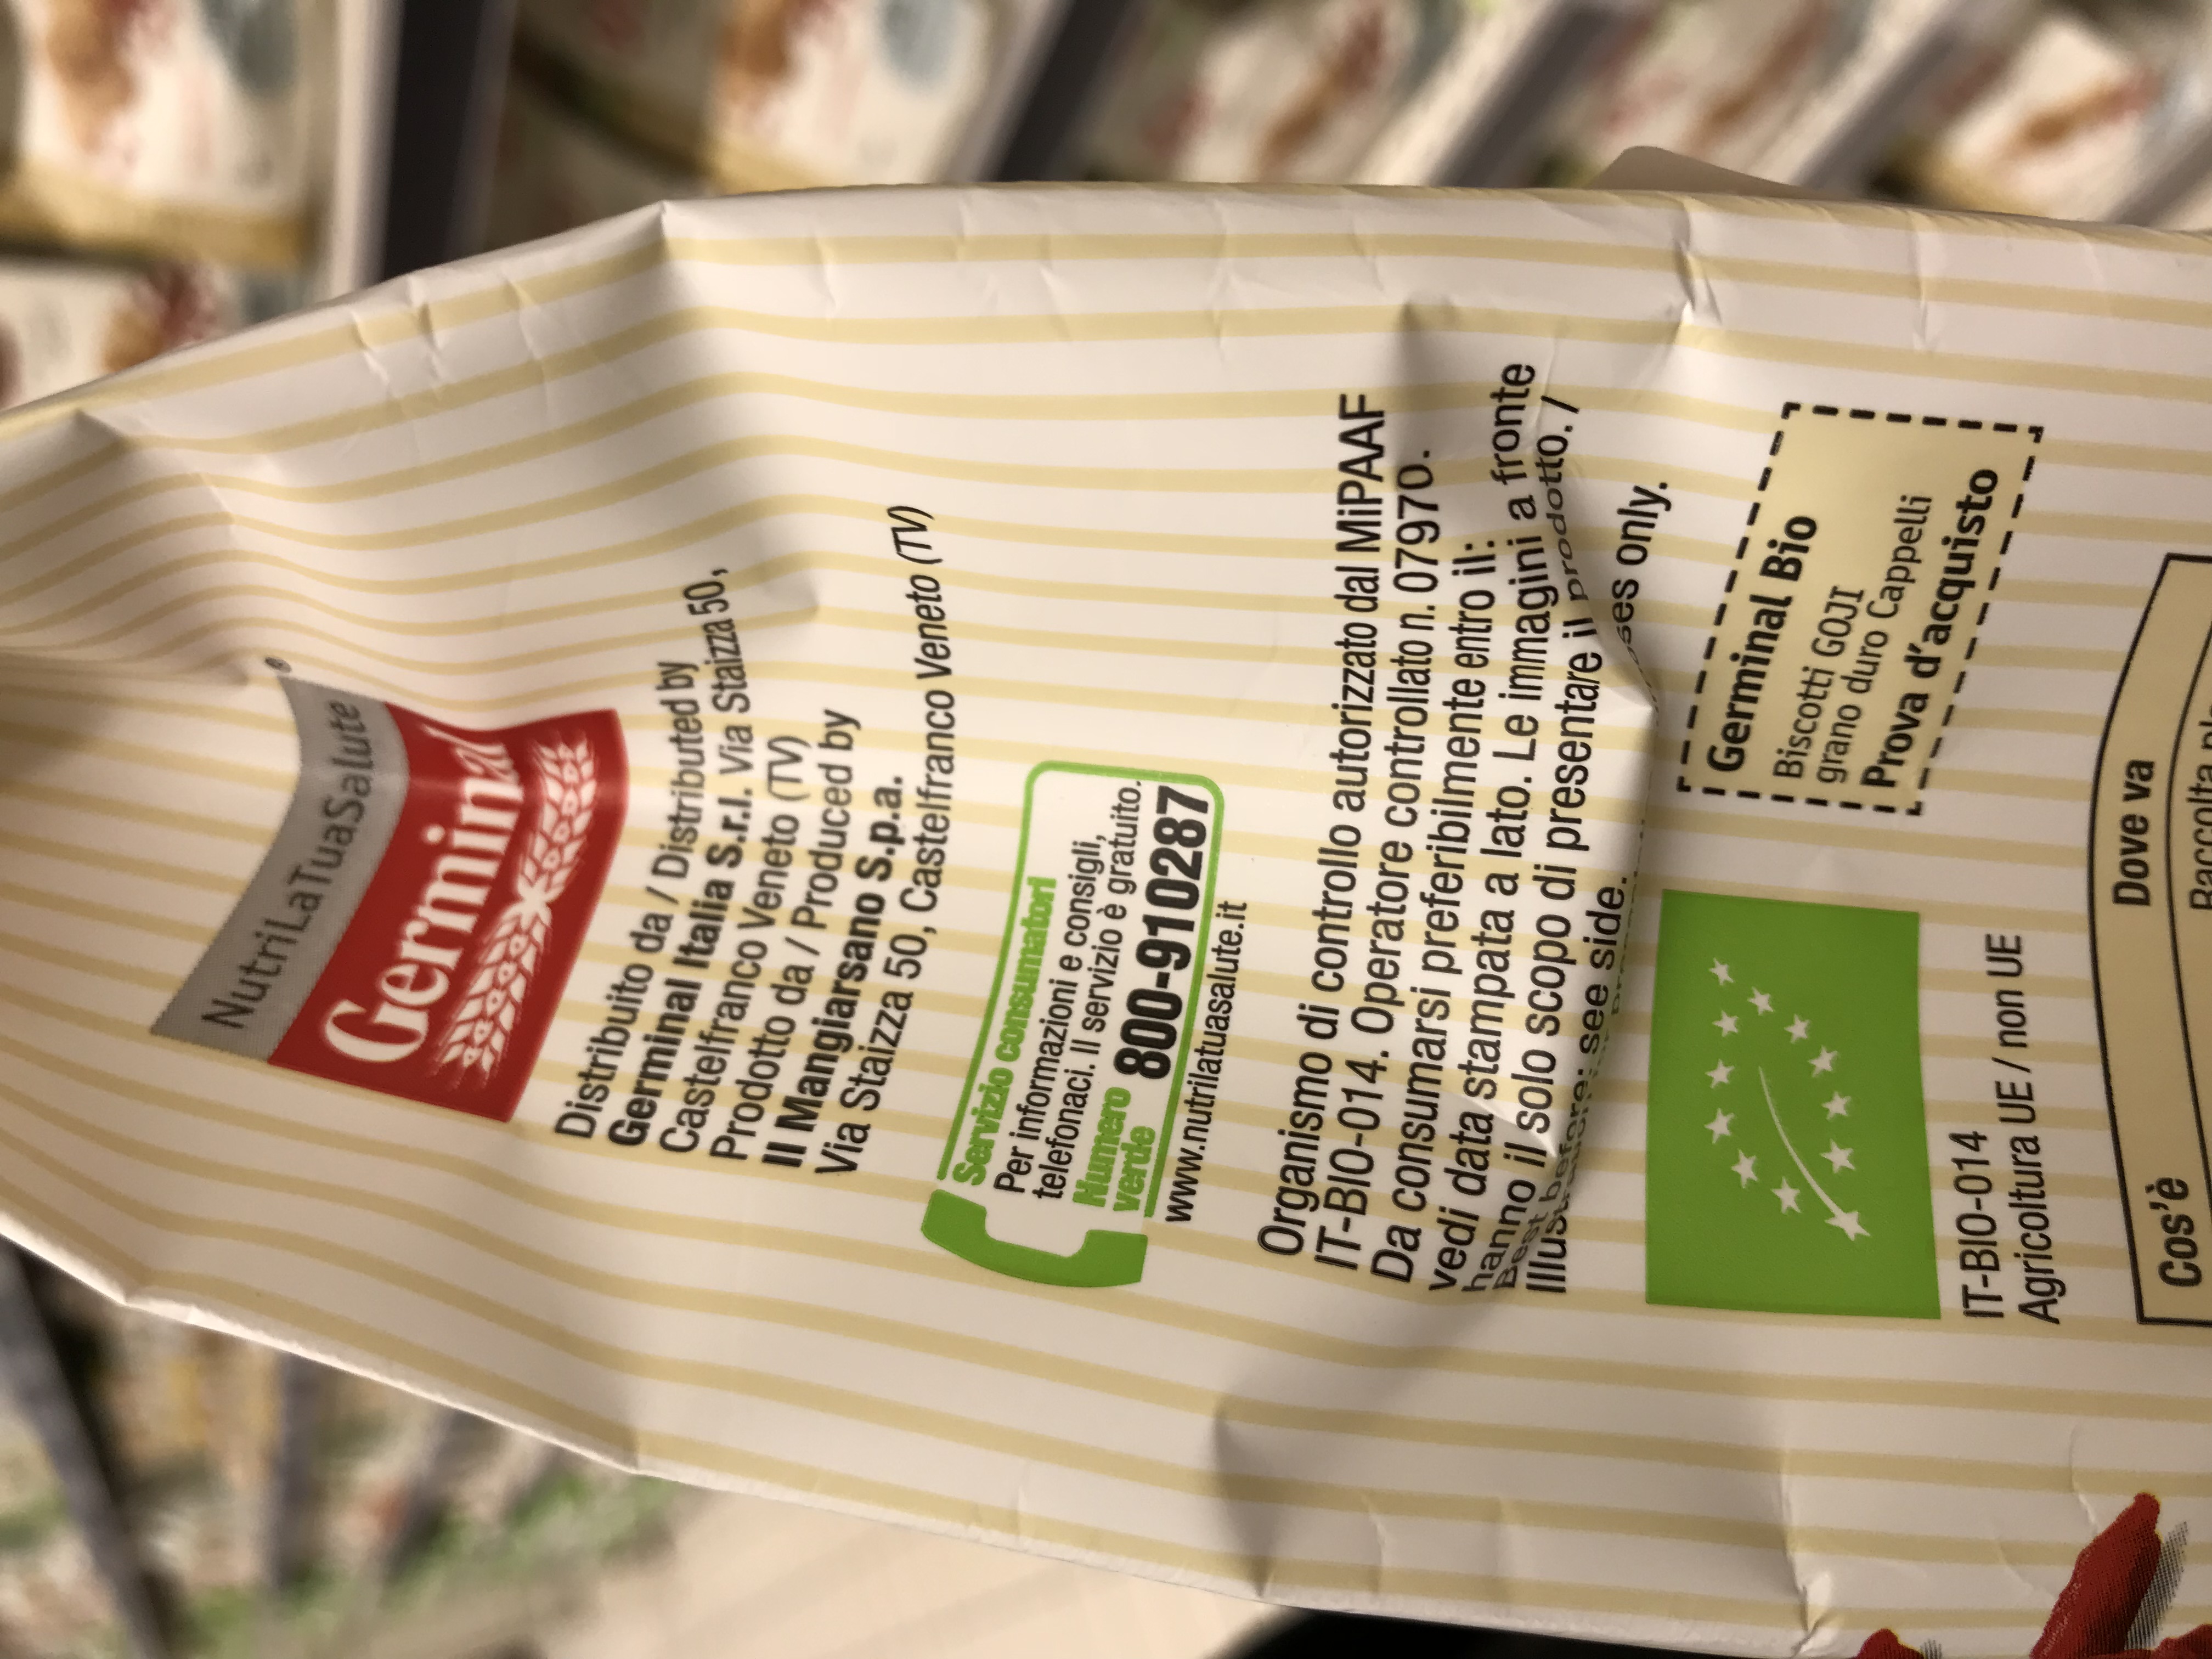 NutriLaTuaSalute
®
Germinal
Distribuito da / Distributed by
Germinal Italia S.r.l. Via Staizza 50,
Castelfranco Veneto (TV)
Prodotto da / Produced by
Il Mangiarsano S.p.a.
Via Staizza 50, Castelfranco Veneto (TV)
Servizio consumatori
Per informazioni e consigli,
telefonaci. Il servizio è gratuito.
Numero
verde
800-910287
www.nutrilatuasalute.it
Organismo di controllo autorizzato dal MiPAAF
IT-BIO-014. Operatore controllato n. 07970.
Da consumarsi preferibilmente entro il:
vedi data stampata a lato. Le immagini a fronte
hanno il solo scopo di presentare il prodotto. /
Best before: see side.
only.
Germinal Bio
Biscotti GOJI
grano duro Cappelli
Prova d'acquisto
IT-BIO-014
Agricoltura UE / non UE
Cos'è
Dove va
Raccolta